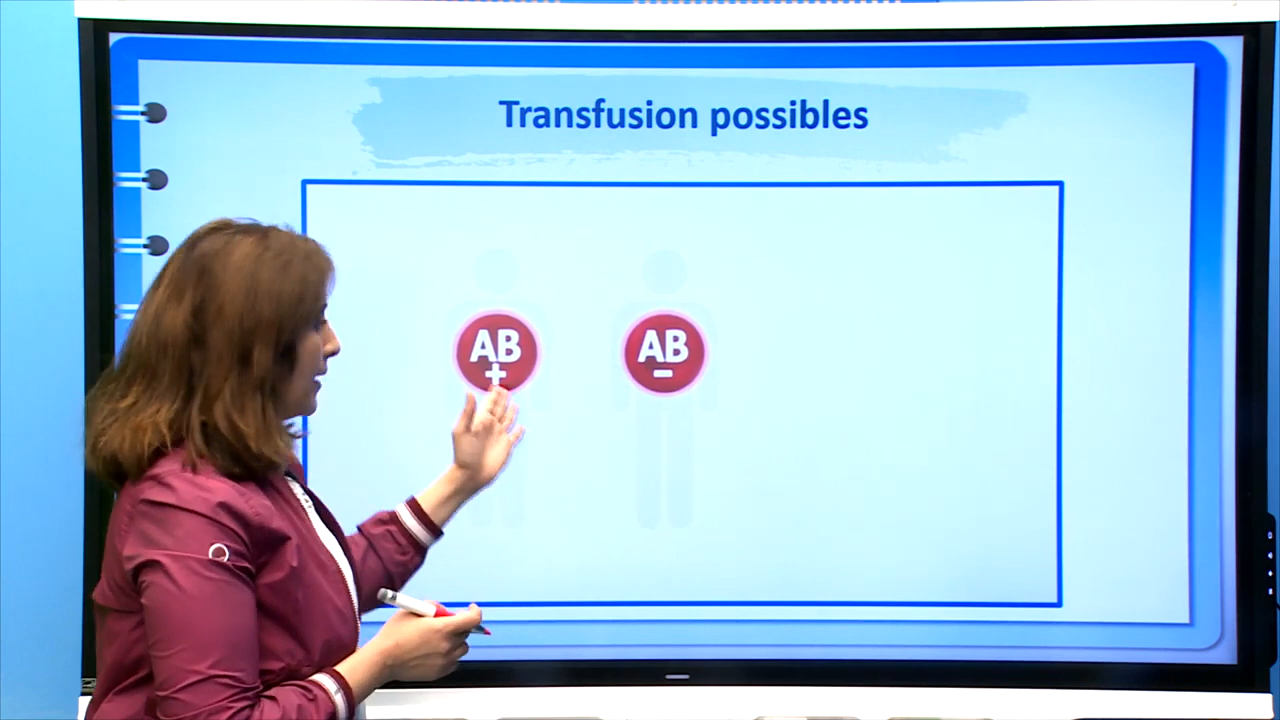 Transfusion possibles
AB AB
+ −